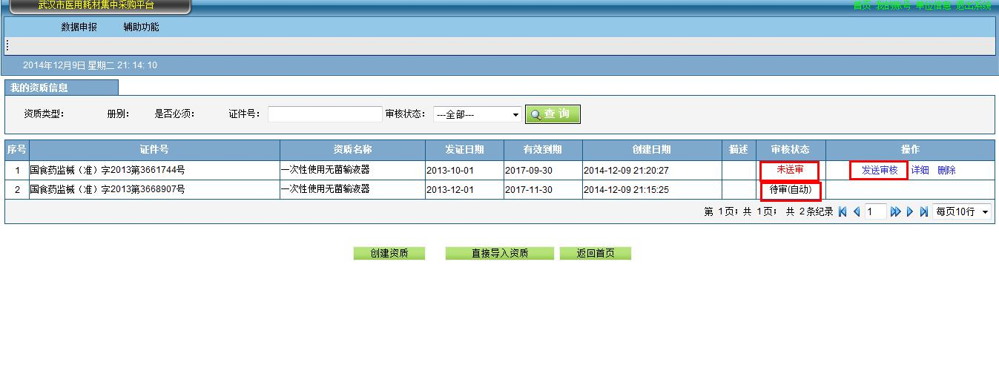 武汉市医用耗材集中采购平台
首页 我的账号 单位信息 退出系统
数据申报 辅助功能
2014年12月9日 星期二 21: 14: 10
我的资质信息
资质类型： 册别： 是否必须： 证件号： 审核状态： ---全部--- 查 询
序号 证件号 资质名称 发证日期 有效到期 创建日期 描述 审核状态 操作
1 国食药监械（准）字2013第3661744号 一次性使用无菌输液器 2013-10-01 2017-09-30 2014-12-09 21:20:27 未送审 发送审核 详细 删除
2 国食药监械（准）字2013第3668907号 一次性使用无菌输液器 2013-12-01 2017-11-30 2014-12-09 21:15:25 待审(自动)
第 1页；共 1页； 共 2条纪录 1 每页10行
创建资质 直接导入资质 返回首页